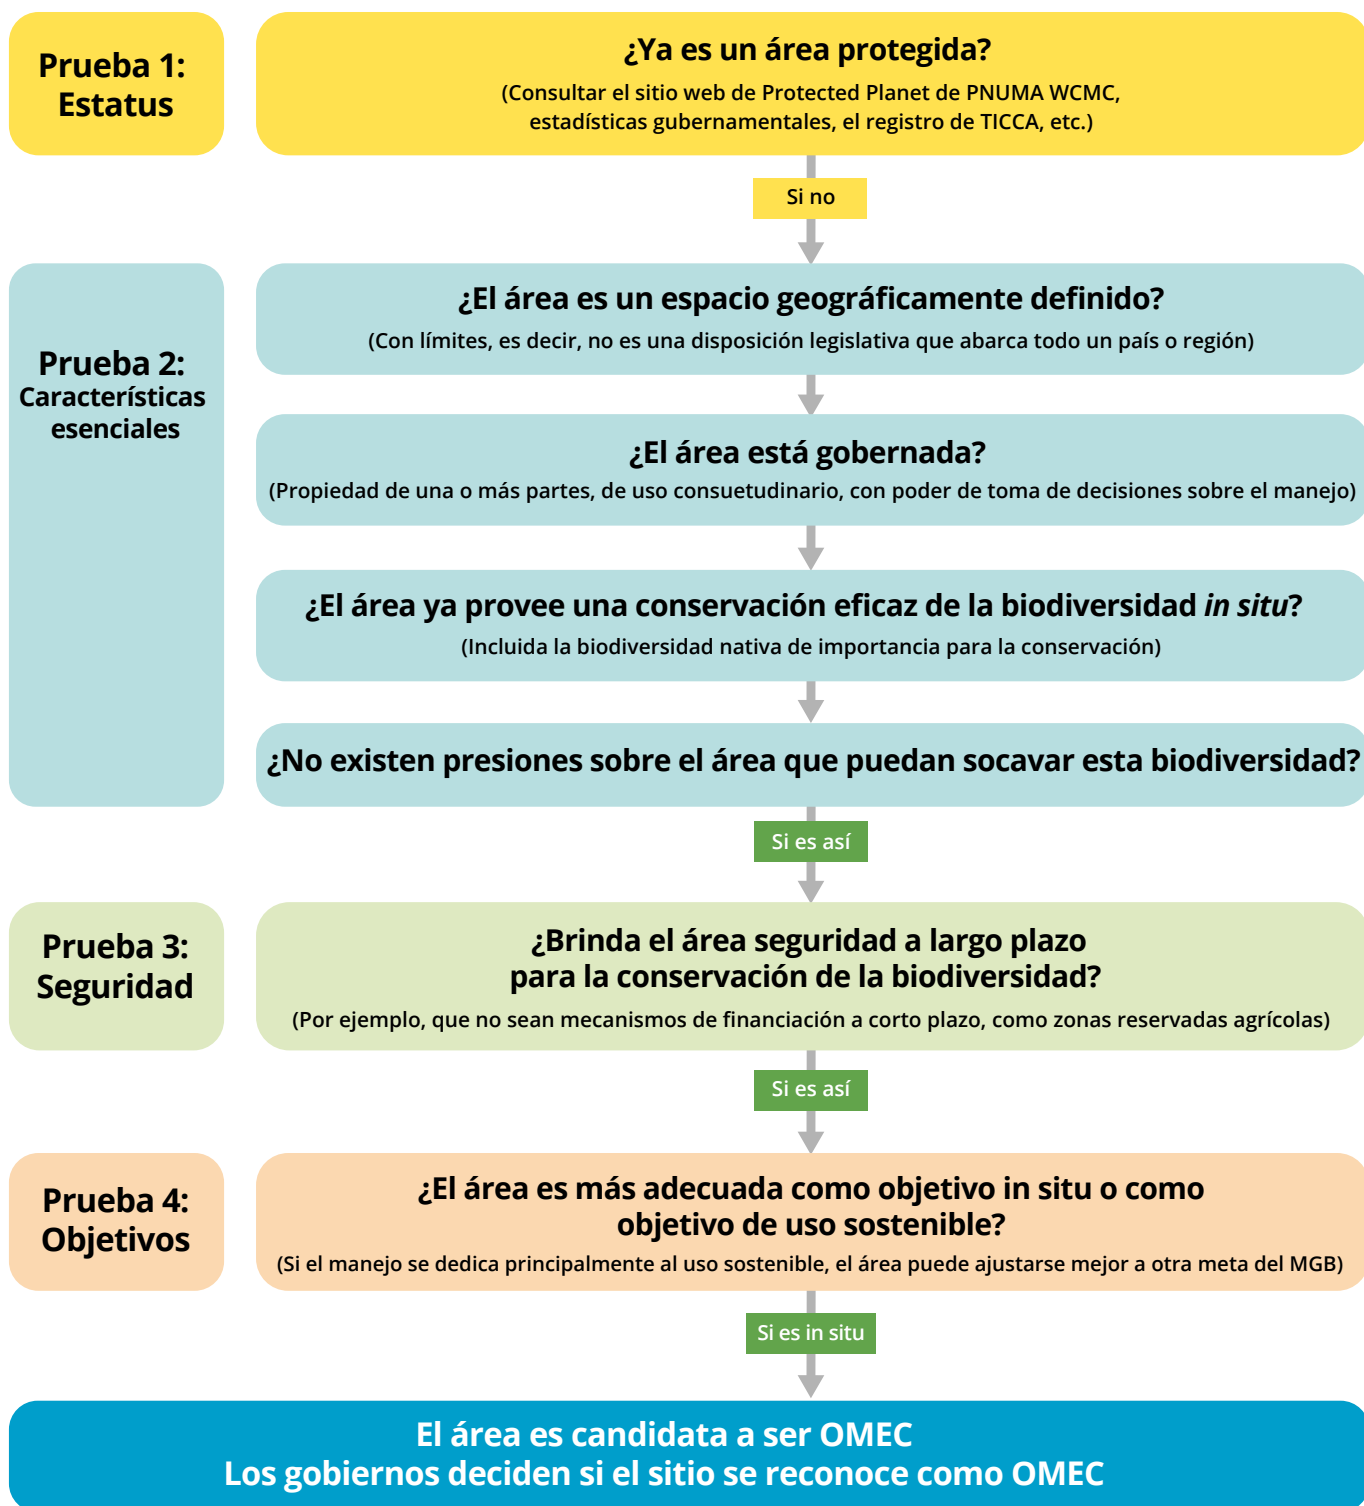 Prueba 1:
Estatus
¿Ya es un área protegida?
(Consultar el sitio web de Protected Planet de PNUMA WCMC,
estadísticas gubernamentales, el registro de TICCA, etc.)
Si no
Prueba 2:
Características
esenciales
¿El área es un espacio geográficamente definido?
(Con límites, es decir, no es una disposición legislativa que abarca todo un país o región)
¿El área está gobernada?
(Propiedad de una o más partes, de uso consuetudinario, con poder de toma de decisiones sobre el manejo)
¿El área ya provee una conservación eficaz de la biodiversidad in situ?
(Incluida la biodiversidad nativa de importancia para la conservación)
¿No existen presiones sobre el área que puedan socavar esta biodiversidad?
Si es así
Prueba 3:
Seguridad
¿Brinda el área seguridad a largo plazo
para la conservación de la biodiversidad?
(Por ejemplo, que no sean mecanismos de financiación a corto plazo, como zonas reservadas agrícolas)
Si es así
Prueba 4:
Objetivos
¿El área es más adecuada como objetivo in situ o como
objetivo de uso sostenible?
(Si el manejo se dedica principalmente al uso sostenible, el área puede ajustarse mejor a otra meta del MGB)
Si es in situ
El área es candidata a ser OMEC
Los gobiernos deciden si el sitio se reconoce como OMEC